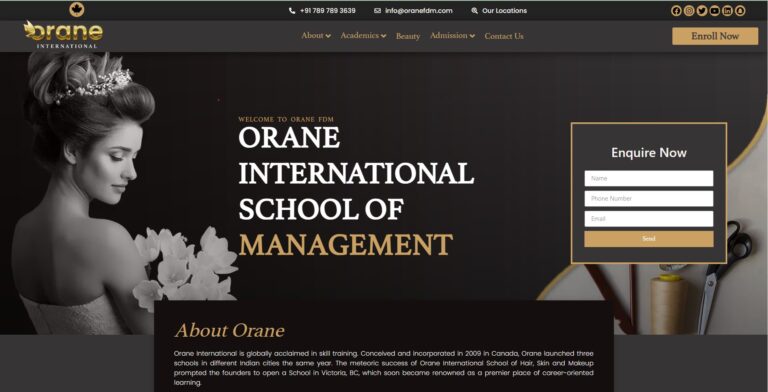 +91 789 789 3639
info@oranefdm.com
Our Locations
orane
INTERNATIONAL
About
Academics
Beauty
Admission
Contact Us
Enroll Now
WELCOME TO ORANE FDM
ORANE
INTERNATIONAL
SCHOOL OF
MANAGEMENT
Enquire Now
Name
Phone Number
Email
Send
About Orane
Orane International is globally acclaimed in skill training. Conceived and incorporated in 2009 in Canada, Orane launched three
schools in different Indian cities the same year. The meteoric success of Orane International School of Hair, Skin and Makeup
prompted the founders to open a School in Victoria, BC, which soon became renowned as a premier place of career-oriented
learning.